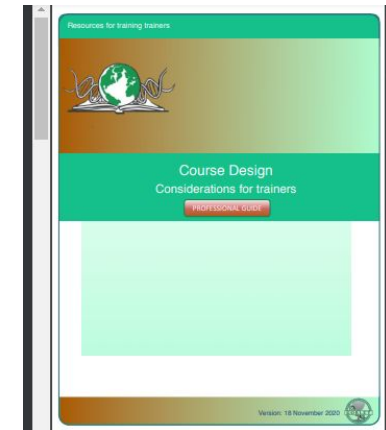 Resources for training trainers
Course Design
Considerations for trainers
PROFESSIONAL GUIDE
Version: 18 November 2020